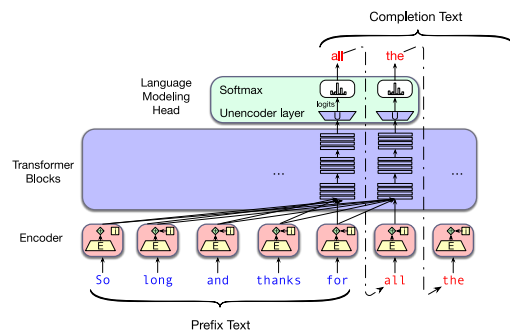 Completion Text
all the
Language
Modeling
Head
Softmax
logits
Unencoder layer
U U
Transformer
Blocks
… …
Encoder
E E E E E E E
So long and thanks for all the
Prefix Text